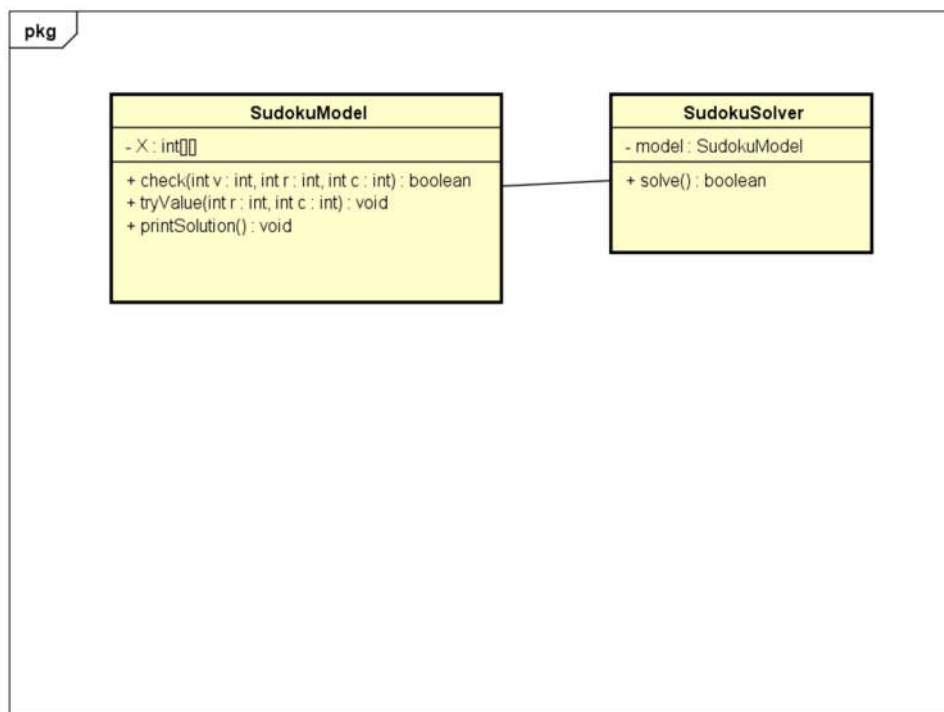 pkg
SudokuModel
- X : int[][]
+ check(int v : int, int r : int, int c : int) : boolean
+ tryValue(int r : int, int c : int) : void
+ printSolution() : void
SudokuSolver
- model : SudokuModel
+ solve() : boolean